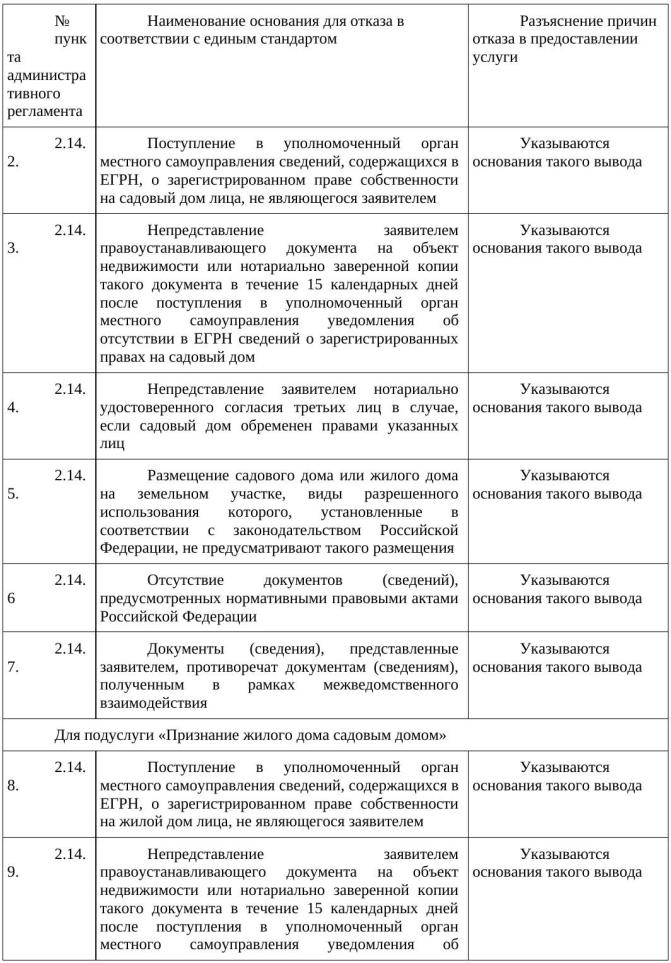 №
пунк
та
администра
тивного
регламента
Наименование основания для отказа в
соответствии с единым стандартом
Разъяснение причин
отказа в предоставлении
услуги
2.14.
2.
Поступление в уполномоченный орган
местного самоуправления сведений, содержащихся в
ЕГРН, о зарегистрированном праве собственности
на садовый дом лица, не являющегося заявителем
Указываются
основания такого вывода
2.14.
3.
Непредставление заявителем
правоустанавливающего документа на объект
недвижимости или нотариально заверенной копии
такого документа в течение 15 календарных дней
после поступления в уполномоченный орган
местного самоуправления уведомления об
отсутствии в ЕГРН сведений о зарегистрированных
правах на садовый дом
Указываются
основания такого вывода
2.14.
4.
Непредставление заявителем нотариально
удостоверенного согласия третьих лиц в случае,
если садовый дом обременен правами указанных
лиц
Указываются
основания такого вывода
2.14.
5.
Размещение садового дома или жилого дома
на земельном участке, виды разрешенного
использования которого, установленные в
соответствии с законодательством Российской
Федерации, не предусматривают такого размещения
Указываются
основания такого вывода
2.14.
6
Отсутствие документов (сведений),
предусмотренных нормативными правовыми актами
Российской Федерации
Указываются
основания такого вывода
2.14.
7.
Документы (сведения), представленные
заявителем, противоречат документам (сведениям),
полученным в рамках межведомственного
взаимодействия
Указываются
основания такого вывода
Для подуслуги «Признание жилого дома садовым домом»
2.14.
8.
Поступление в уполномоченный орган
местного самоуправления сведений, содержащихся в
ЕГРН, о зарегистрированном праве собственности
на жилой дом лица, не являющегося заявителем
Указываются
основания такого вывода
2.14.
9.
Непредставление заявителем
правоустанавливающего документа на объект
недвижимости или нотариально заверенной копии
такого документа в течение 15 календарных дней
после поступления в уполномоченный орган
местного самоуправления уведомления об
Указываются
основания такого вывода